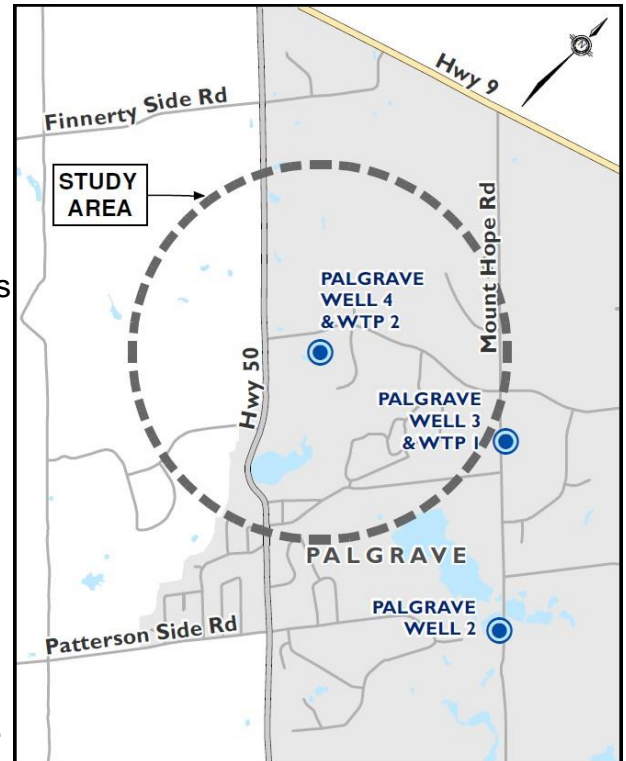 N
Hwy 9
Finnerty Side Rd
STUDY
AREA
Mount Hope Rd
PALGRAVE
WELL 4
& WTP 2
s
Hwy 50
PALGRAVE
WELL 3
& WTP 1
PALGRAVE
PALGRAVE
WELL 2
Patterson Side Rd